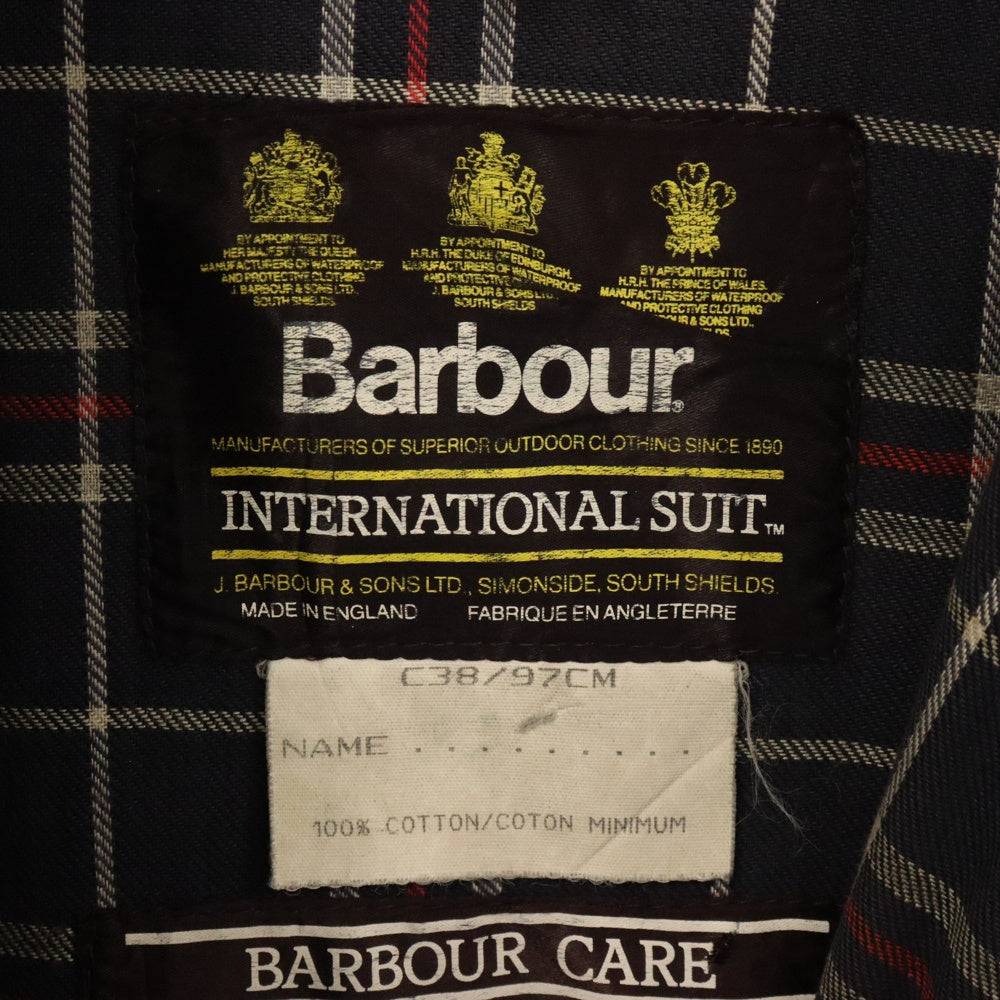 BY APPOINTMENT TO
HER MAJESTY THE QUEEN
MANUFACTURERS OF WATERPROOF
AND PROTECTIVE CLOTHING
J. BARBOUR & SONS LTD.
SOUTH SHIELDS
BY APPOINTMENT TO
H.R.H. THE DUKE OF EDINBURGH.
MANUFACTURERS OF WATERPROOF
AND PROTECTIVE CLOTHING
J. BARBOUR & SONS LTD.,
SOUTH SHIELDS
BY APPOINTMENT TO
H.R.H. THE PRINCE OF WALES.
MANUFACTURERS OF WATERPROOF
AND PROTECTIVE CLOTHING
& SONS LTD.,
Barbour®
MANUFACTURERS OF SUPERIOR OUTDOOR CLOTHING SINCE 1890
INTERNATIONAL SUIT™
J. BARBOUR & SONS LTD., SIMONSIDE, SOUTH SHIELDS.
MADE IN ENGLAND FABRIQUE EN ANGLETERRE
C38/97CM
NAME . . . . . . . . .
100% COTTON/COTON MINIMUM
BARBOUR CARE